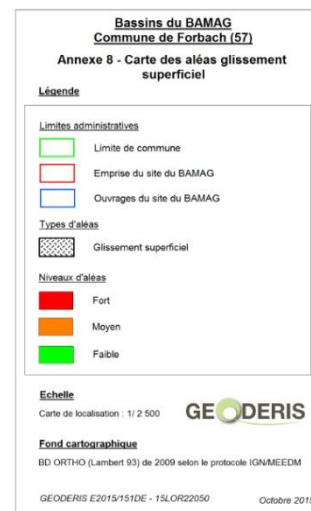 Bassins du BAMAG
Commune de Forbach (57)
Annexe 8 - Carte des aléas glissement
superficiel
Légende
Limites administratives
Limite de commune
Emprise du site du BAMAG
Ouvrages du site du BAMAG
Types d'aléas
Glissement superficiel
Niveaux d'aléas
Fort
Moyen
Faible
Echelle
Carte de localisation : 1/ 2 500
GEODERIS
Fond cartographique
BD ORTHO (Lambert 93) de 2009 selon le protocole IGN/MEEDM
GEODERIS E2015/151DE - 15LOR22050
Octobre 2015